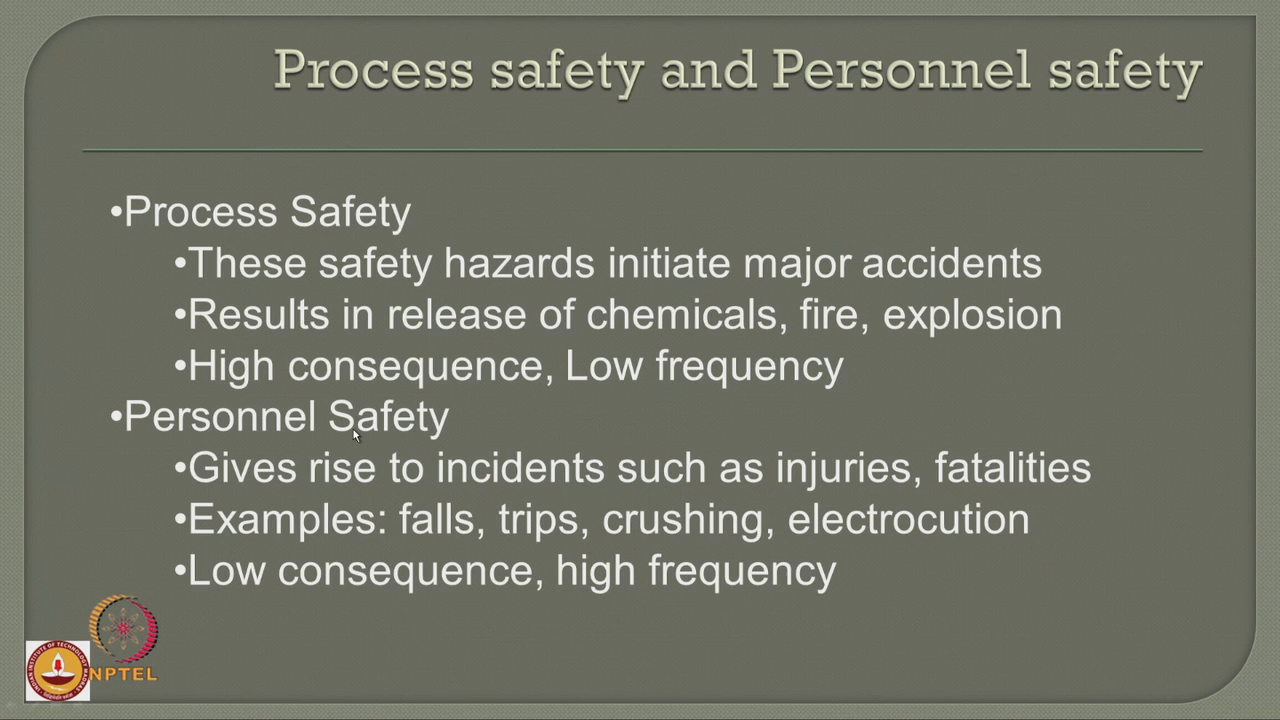 Process safety and Personnel safety
•Process Safety
•These safety hazards initiate major accidents
•Results in release of chemicals, fire, explosion
•High consequence, Low frequency
•Personnel Safety
•Gives rise to incidents such as injuries, fatalities
•Examples: falls, trips, crushing, electrocution
•Low consequence, high frequency
NPTEL